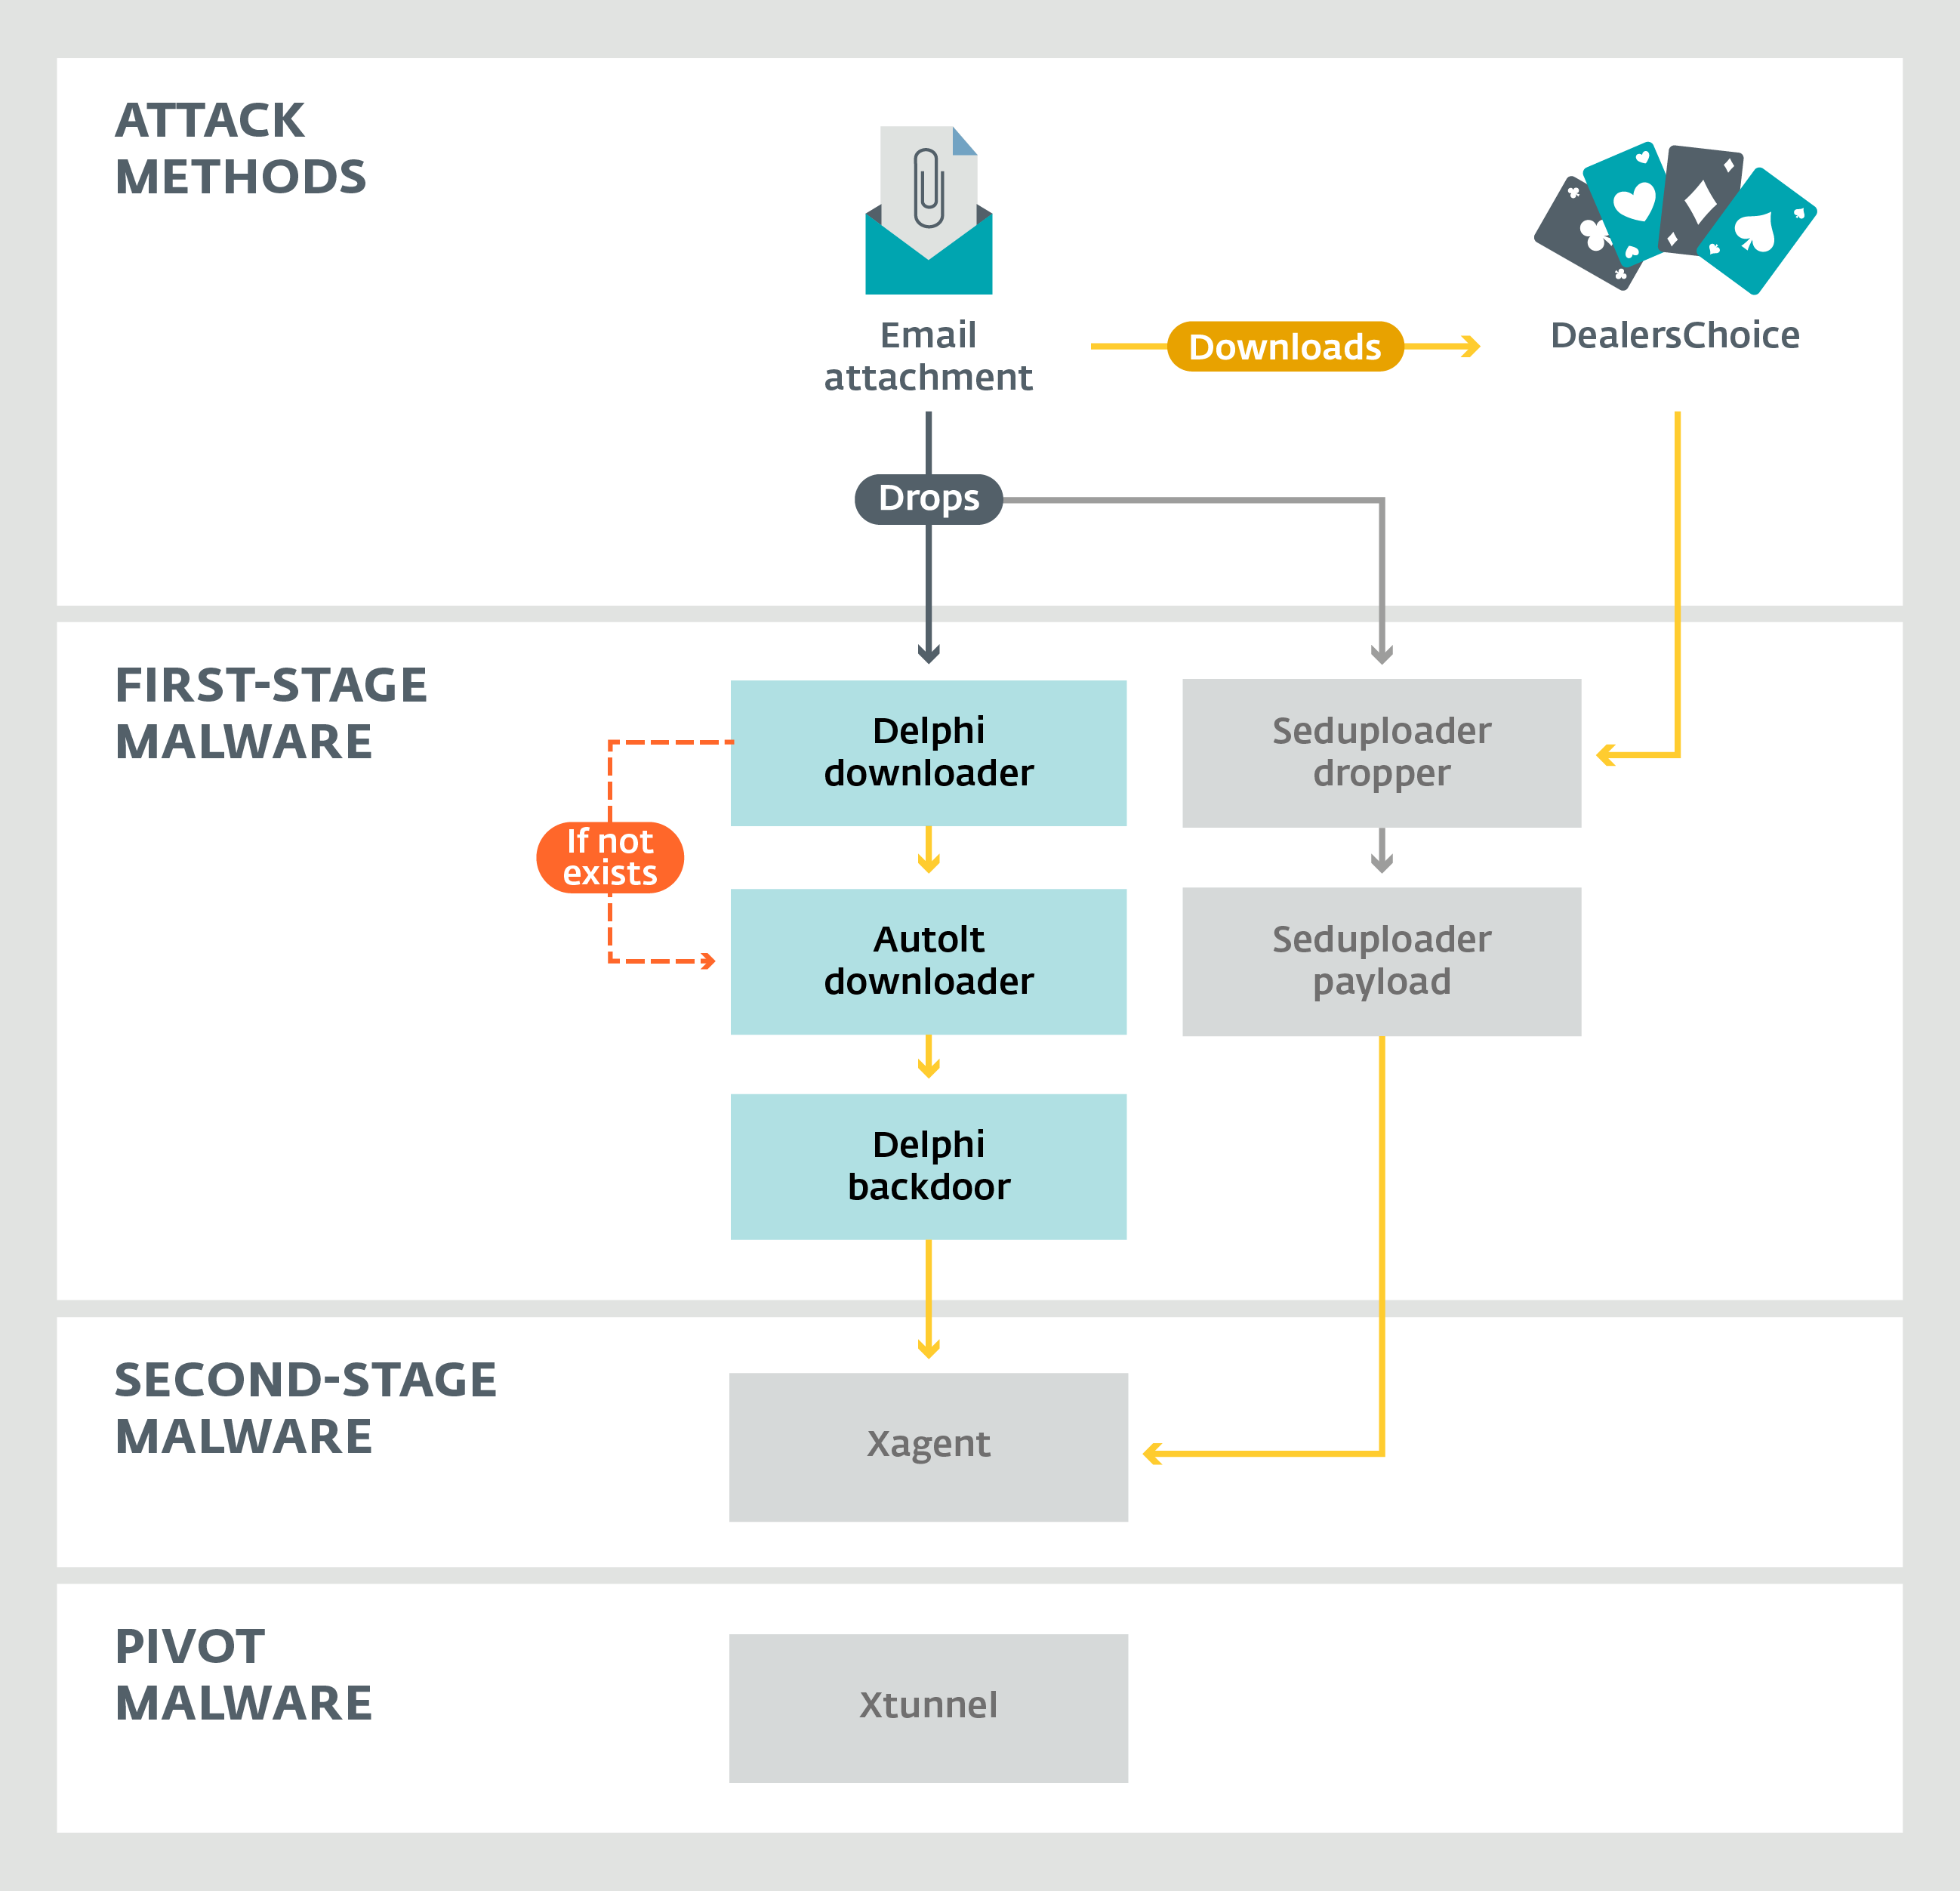 ATTACK
METHODS
Email
attachment
Downloads
DealersChoice
Drops
FIRST-STAGE
MALWARE
Delphi
downloader
Seduploader
dropper
If not
exists
AutoIt
downloader
Seduploader
payload
Delphi
backdoor
SECOND-STAGE
MALWARE
Xagent
PIVOT
MALWARE
Xtunnel